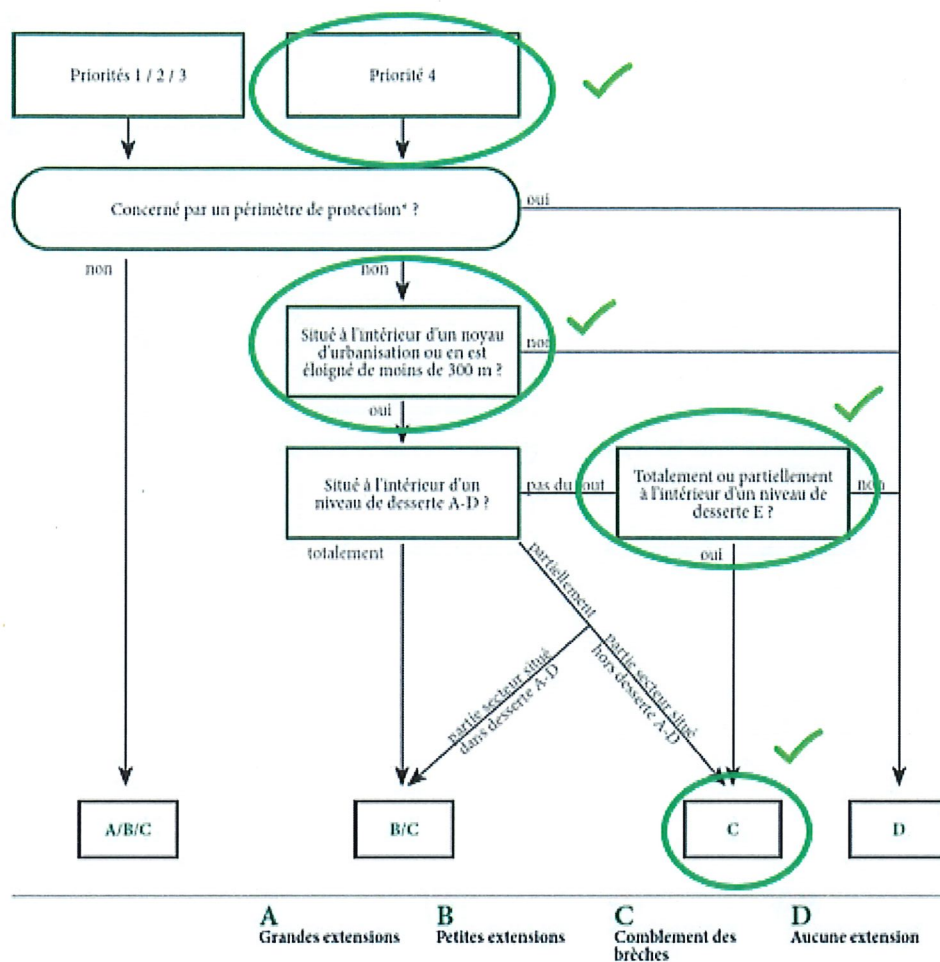 Priorités 1 / 2 / 3
Priorité 4
Concerné par un périmètre de protection* ?
oui
non
non
Situé à l'intérieur d'un noyau
d'urbanisation ou en est
éloigné de moins de 300 m ?
non
oui
Situé à l'intérieur d'un
niveau de desserte A-D ?
pas du tout
Totalement ou partiellement
à l'intérieur d'un niveau de
desserte E ?
non
totalement
partiellement
oui
partie secteur situé
dans desserte A-D
partie secteur situé
hors desserte A-D
A/B/C
B/C
C
D
A
Grandes extensions
B
Petites extensions
C
Comblement des
brèches
D
Aucune extension